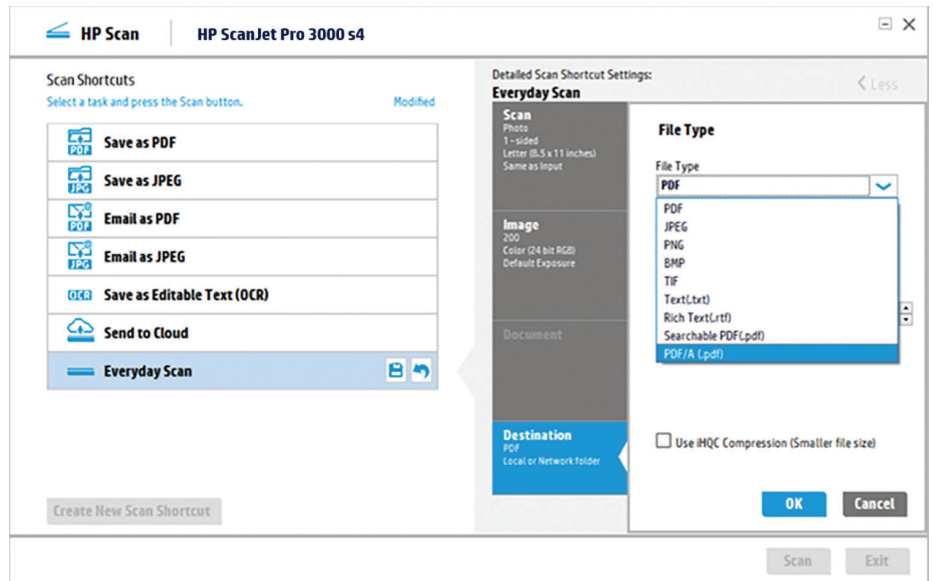 HP Scan
HP ScanJet Pro 3000 s4
Scan Shortcuts
Select a task and press the Scan button.
Modified
PDF
Save as PDF
JPG
Save as JPEG
PDF
Email as PDF
JPG
Email as JPEG
OCR
Save as Editable Text (OCR)
Send to Cloud
Everyday Scan
Create New Scan Shortcut
Detailed Scan Shortcut Settings:
Everyday Scan
Less
Scan
Photo
1-sided
Letter (8.5 x 11 inches)
Same as Input
Image
200
Color (24 bit RGB)
Default Exposure
Document
Destination
PDF
Local or Network folder
File Type
File Type
PDF
PDF
JPEG
PNG
BMP
TIF
Text(.txt)
Rich Text(.rtf)
Searchable PDF(.pdf)
PDF/A (.pdf)
Use iHQC Compression (Smaller file size)
OK
Cancel
Scan
Exit